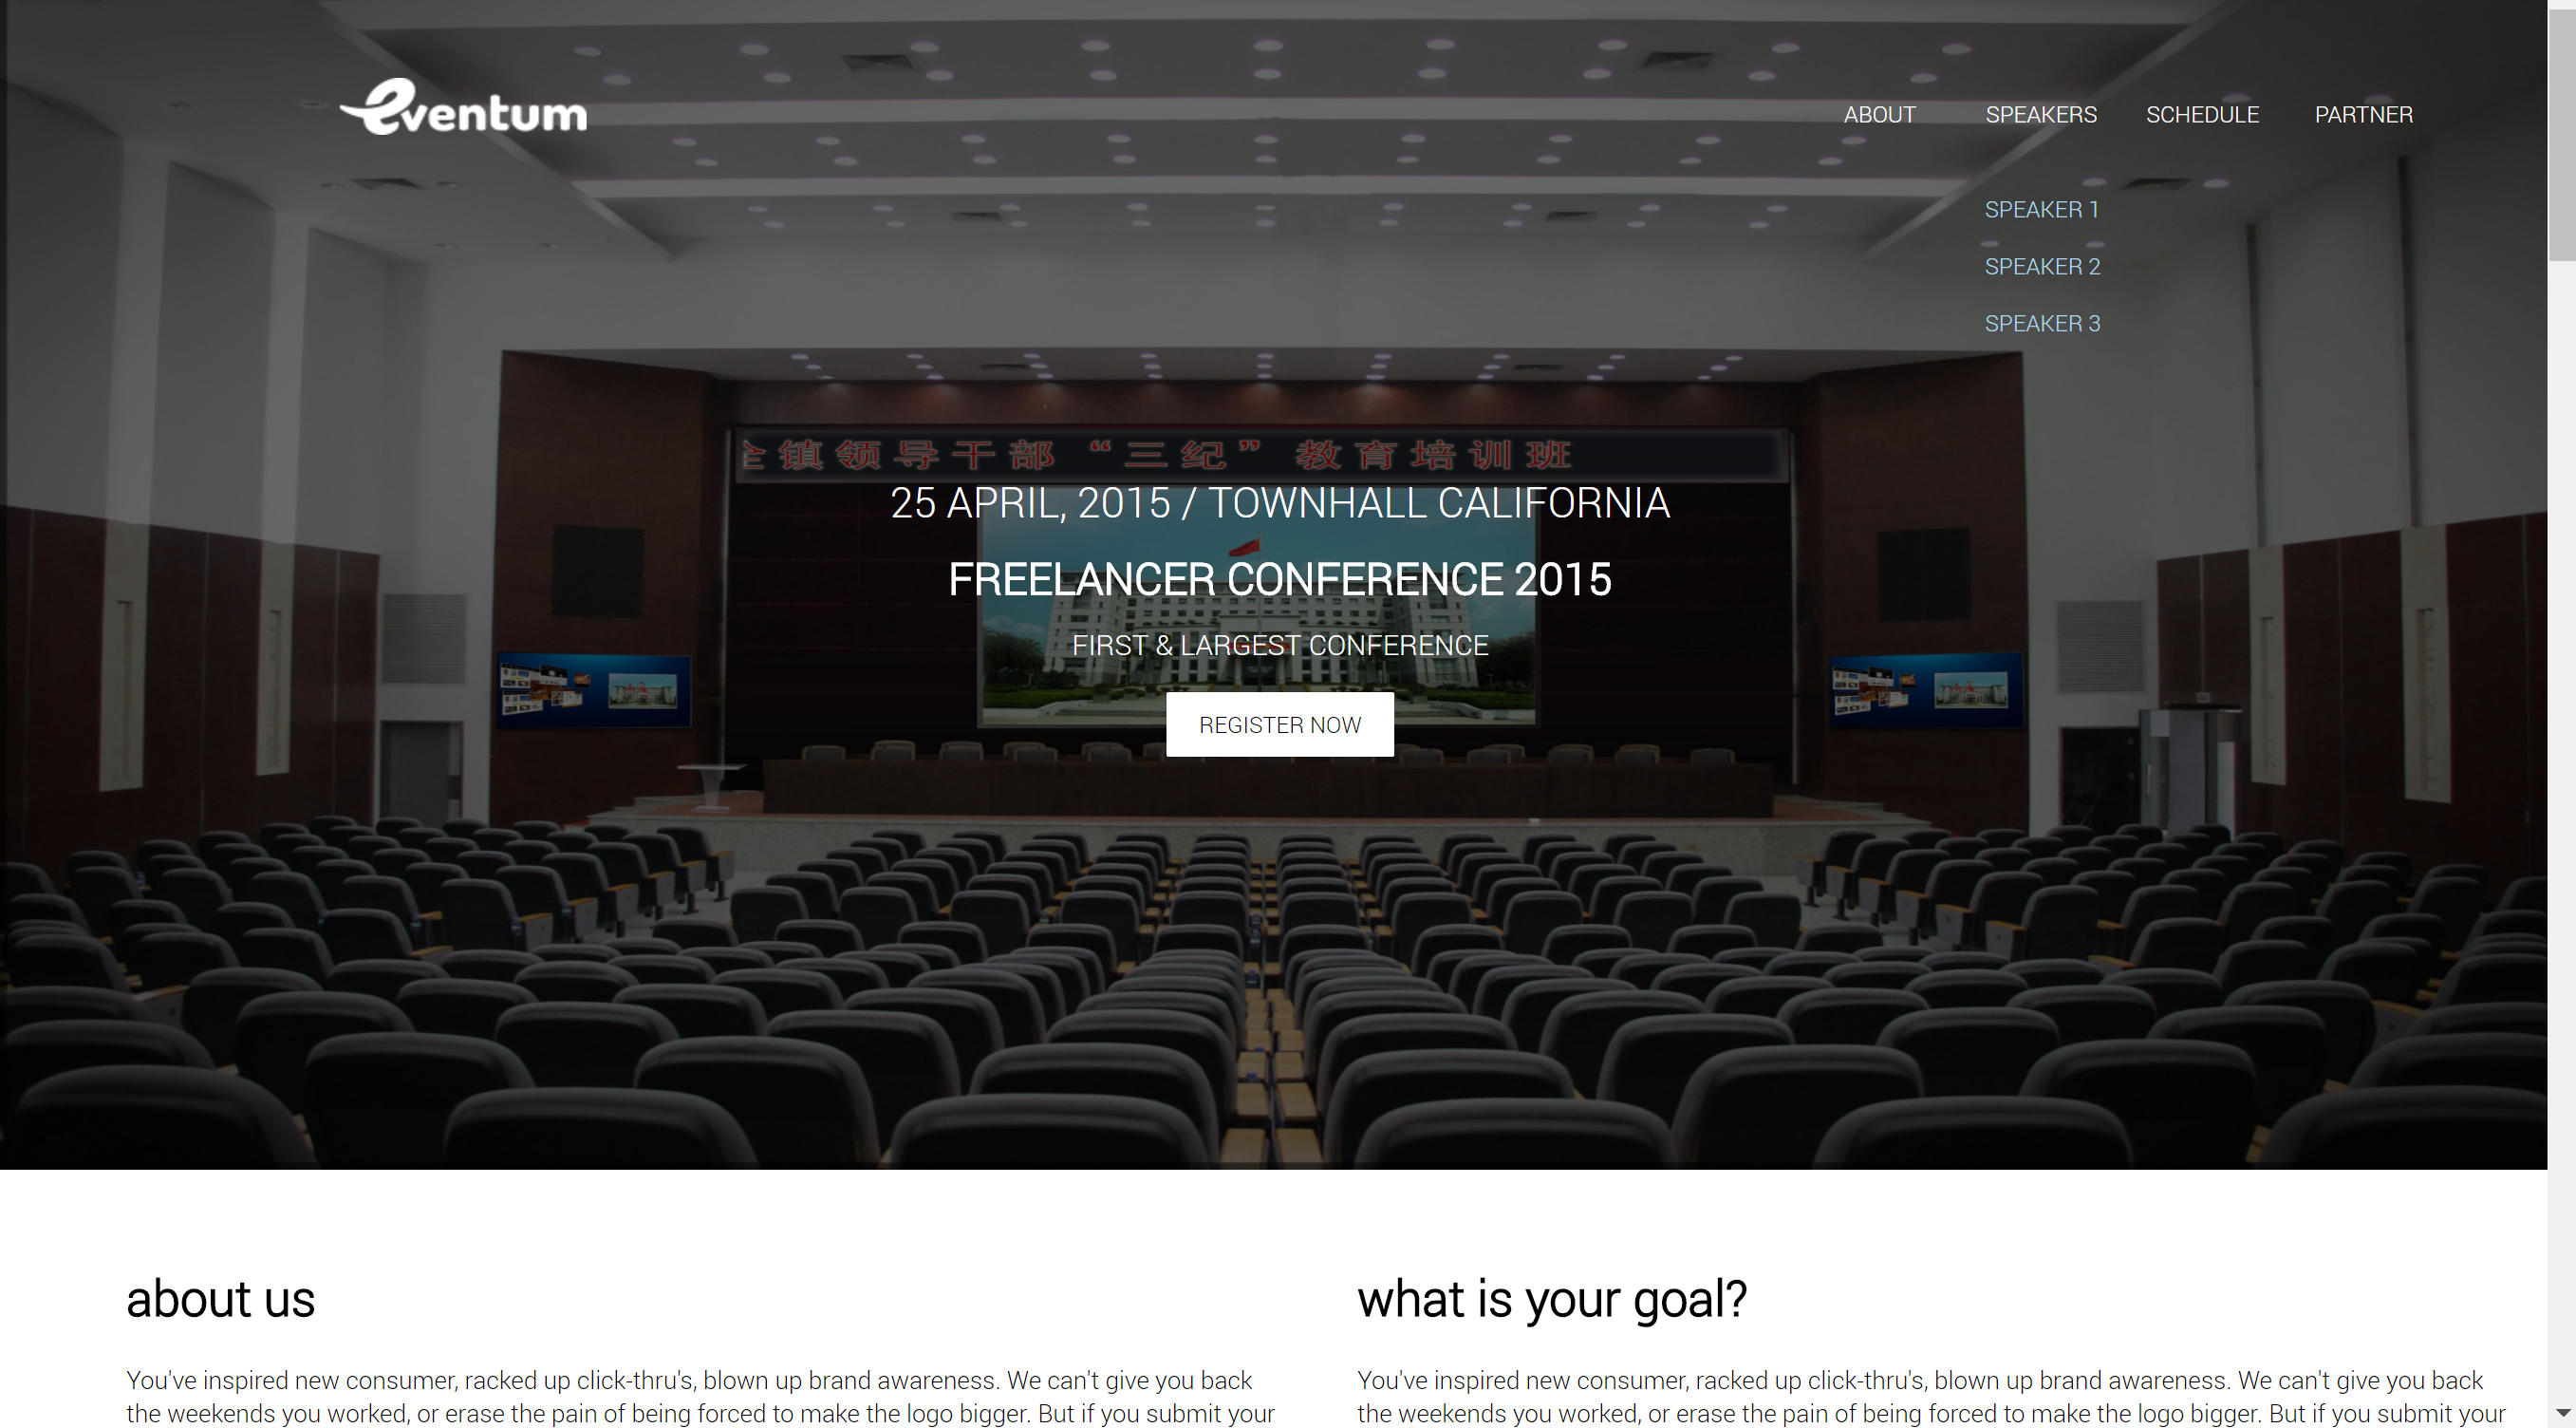 eventum
ABOUT SPEAKERS SCHEDULE PARTNER
SPEAKER 1
SPEAKER 2
SPEAKER 3
镇领导干部 “三纪” 教育培训班
25 APRIL, 2015 / TOWNHALL CALIFORNIA
FREELANCER CONFERENCE 2015
FIRST & LARGEST CONFERENCE
REGISTER NOW
about us
You've inspired new consumer, racked up click-thru's, blown up brand awareness. We can't give you back
the weekends you worked, or erase the pain of being forced to make the logo bigger. But if you submit your
what is your goal?
You've inspired new consumer, racked up click-thru's, blown up brand awareness. We can't give you back
the weekends you worked, or erase the pain of being forced to make the logo bigger. But if you submit your